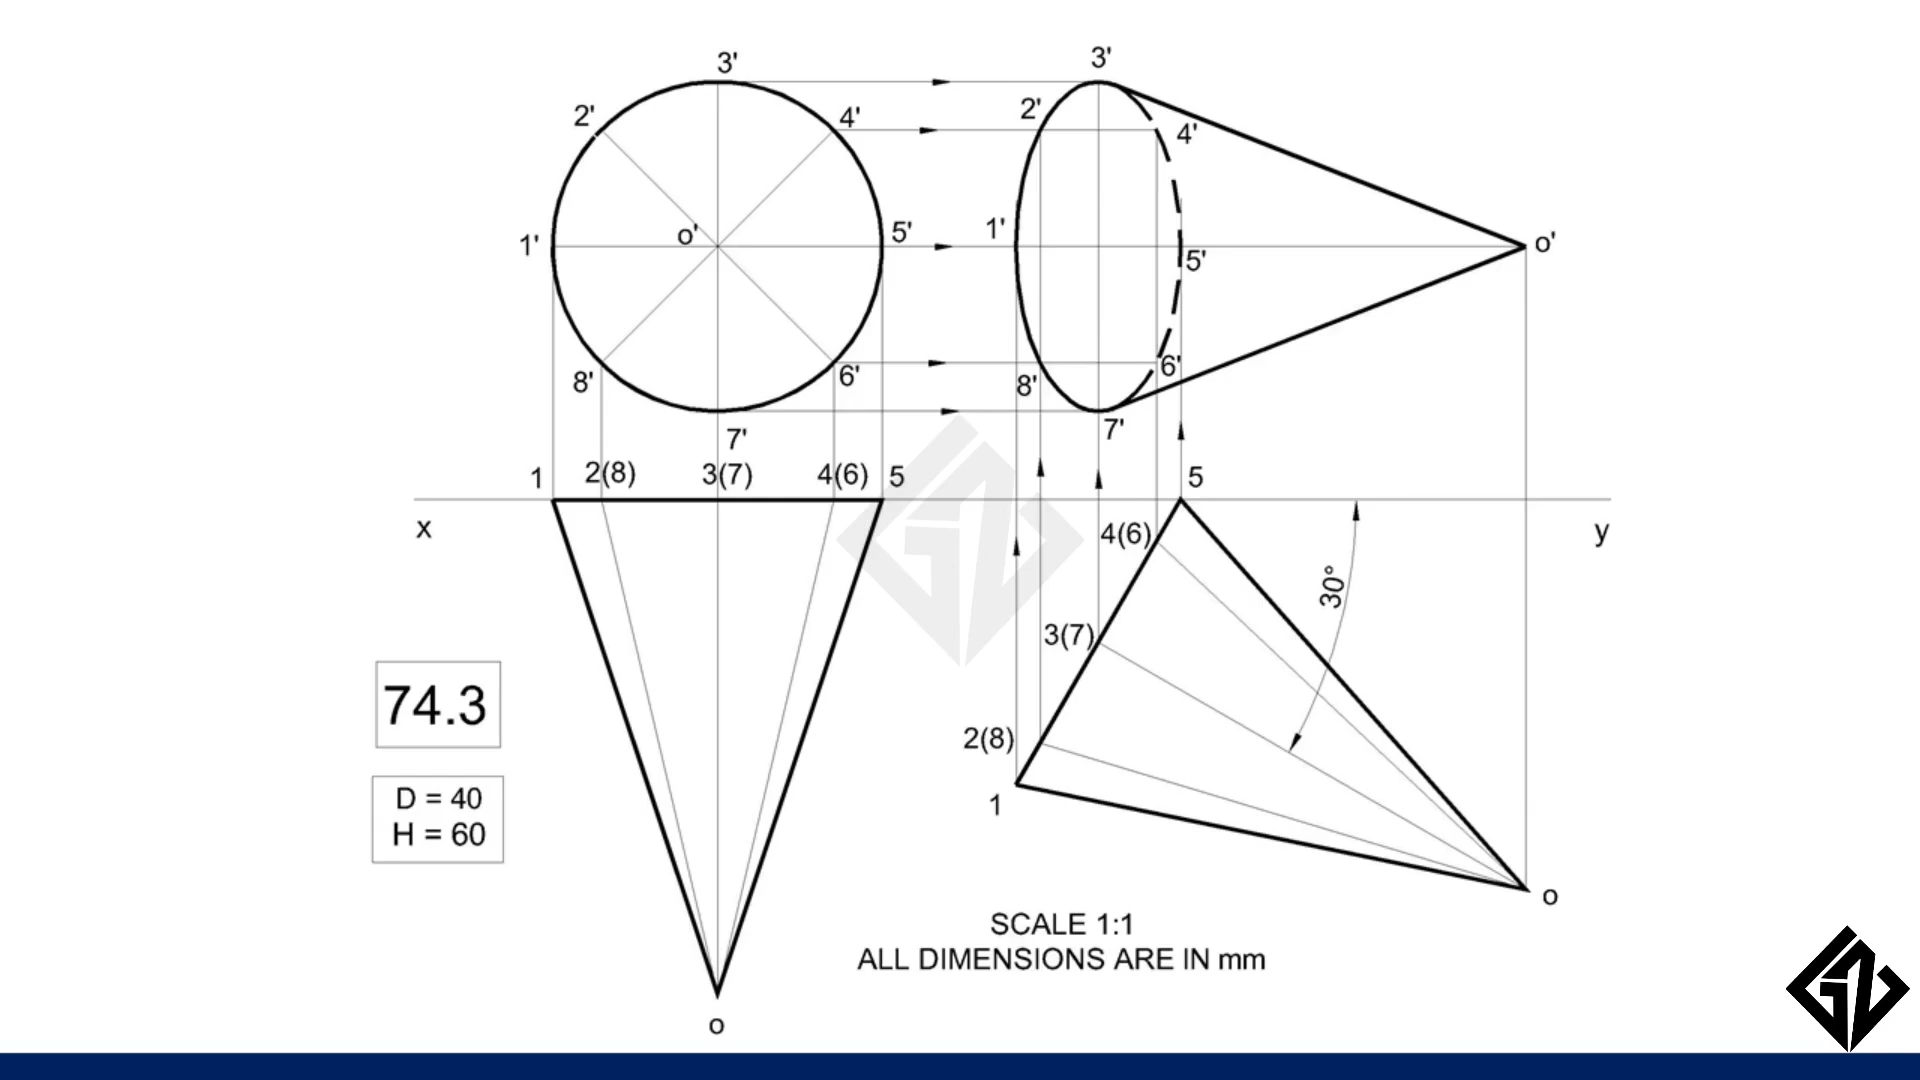 3'
2'
4'
1'
o'
5'
8'
6'
7'
3'
2'
4'
1'
5'
o'
8'
6'
7'
1
2(8)
3(7)
4(6)
5
5
x
y
4(6)
30°
3(7)
2(8)
1
o
o
74.3
D = 40
H = 60
SCALE 1:1
ALL DIMENSIONS ARE IN mm